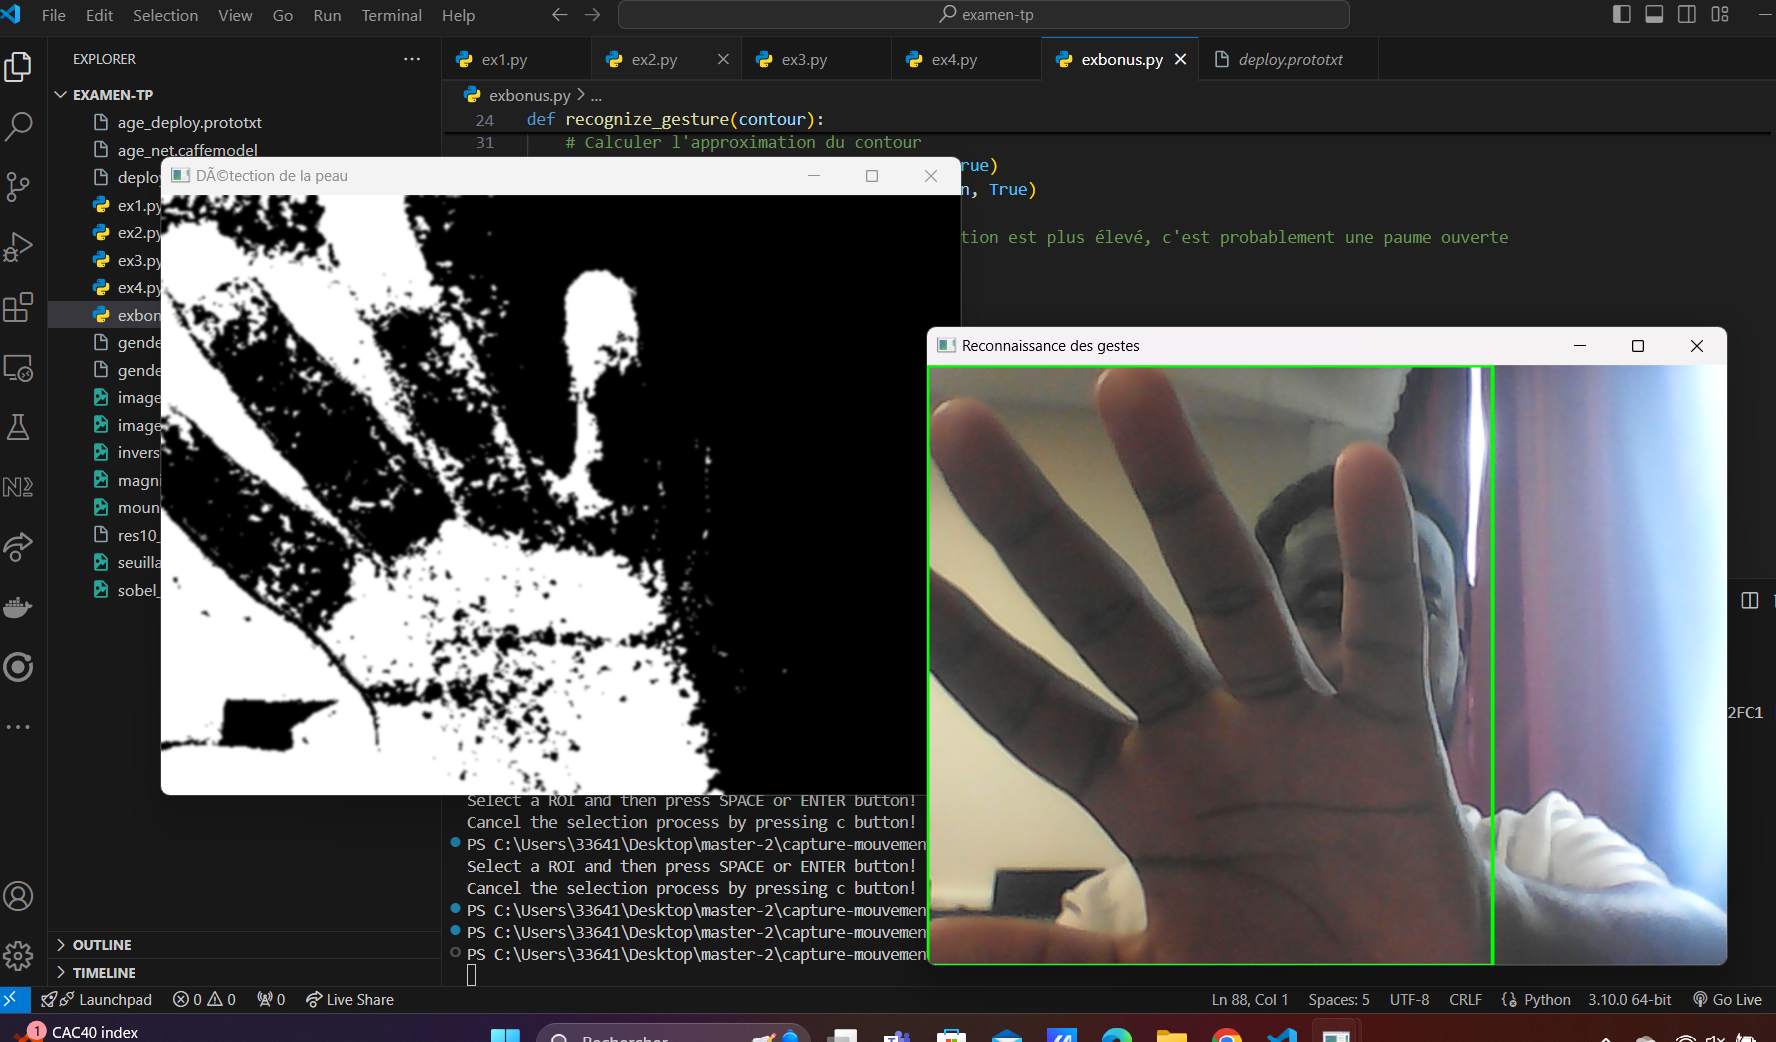 File Edit Selection View Go Run Terminal Help
examen-tp
EXPLORER
EXAMEN-TP
age_deploy.prototxt
age_net.caffemodel
deploy
ex1.py
ex2.py
ex3.py
ex4.py
exbon
gende
gende
image
image
invers
magni
moun
res10_
seuilla
sobel_
OUTLINE
TIMELINE
ex1.py
ex2.py
ex3.py
ex4.py
exbonus.py
deploy.prototxt
exbonus.py > ...
24 def recognize_gesture(contour):
31 # Calculer l'approximation du contour
rue)
n, True)
tion est plus élevé, c'est probablement une paume ouverte
DÃ©tection de la peau
Reconnaissance des gestes
2FC1
Select a ROI and then press SPACE or ENTER button!
Cancel the selection process by pressing c button!
PS C:\Users\33641\Desktop\master-2\capture-mouvemen
Select a ROI and then press SPACE or ENTER button!
Cancel the selection process by pressing c button!
PS C:\Users\33641\Desktop\master-2\capture-mouvemen
PS C:\Users\33641\Desktop\master-2\capture-mouvemen
PS C:\Users\33641\Desktop\master-2\capture-mouvemen
Launchpad 0 0 0 Live Share
Ln 88, Col 1 Spaces: 5 UTF-8 CRLF Python 3.10.0 64-bit Go Live
1 CAC40 index
Rechercher